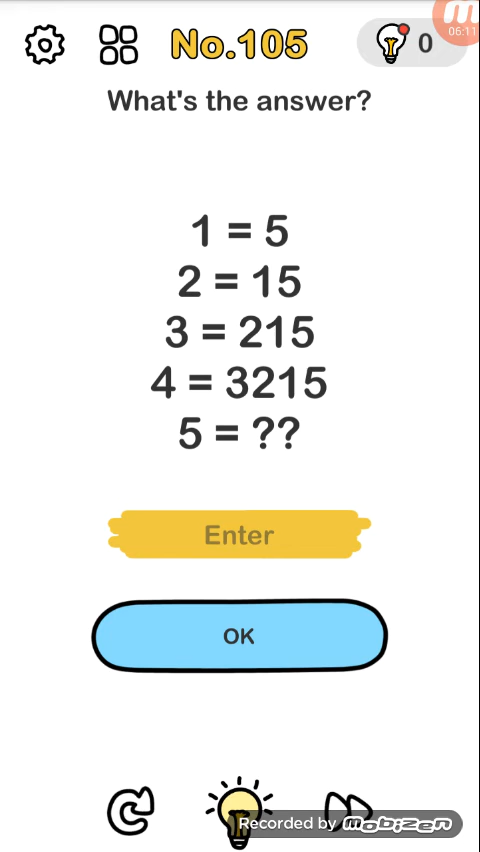 No.105
0
06:11
What's the answer?
1 = 5
2 = 15
3 = 215
4 = 3215
5 = ??
Enter
OK
Recorded by mobizen